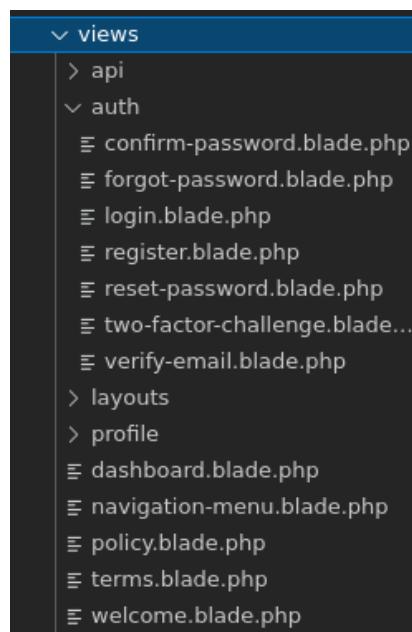 views
api
auth
confirm-password.blade.php
forgot-password.blade.php
login.blade.php
register.blade.php
reset-password.blade.php
two-factor-challenge.blade...
verify-email.blade.php
layouts
profile
dashboard.blade.php
navigation-menu.blade.php
policy.blade.php
terms.blade.php
welcome.blade.php